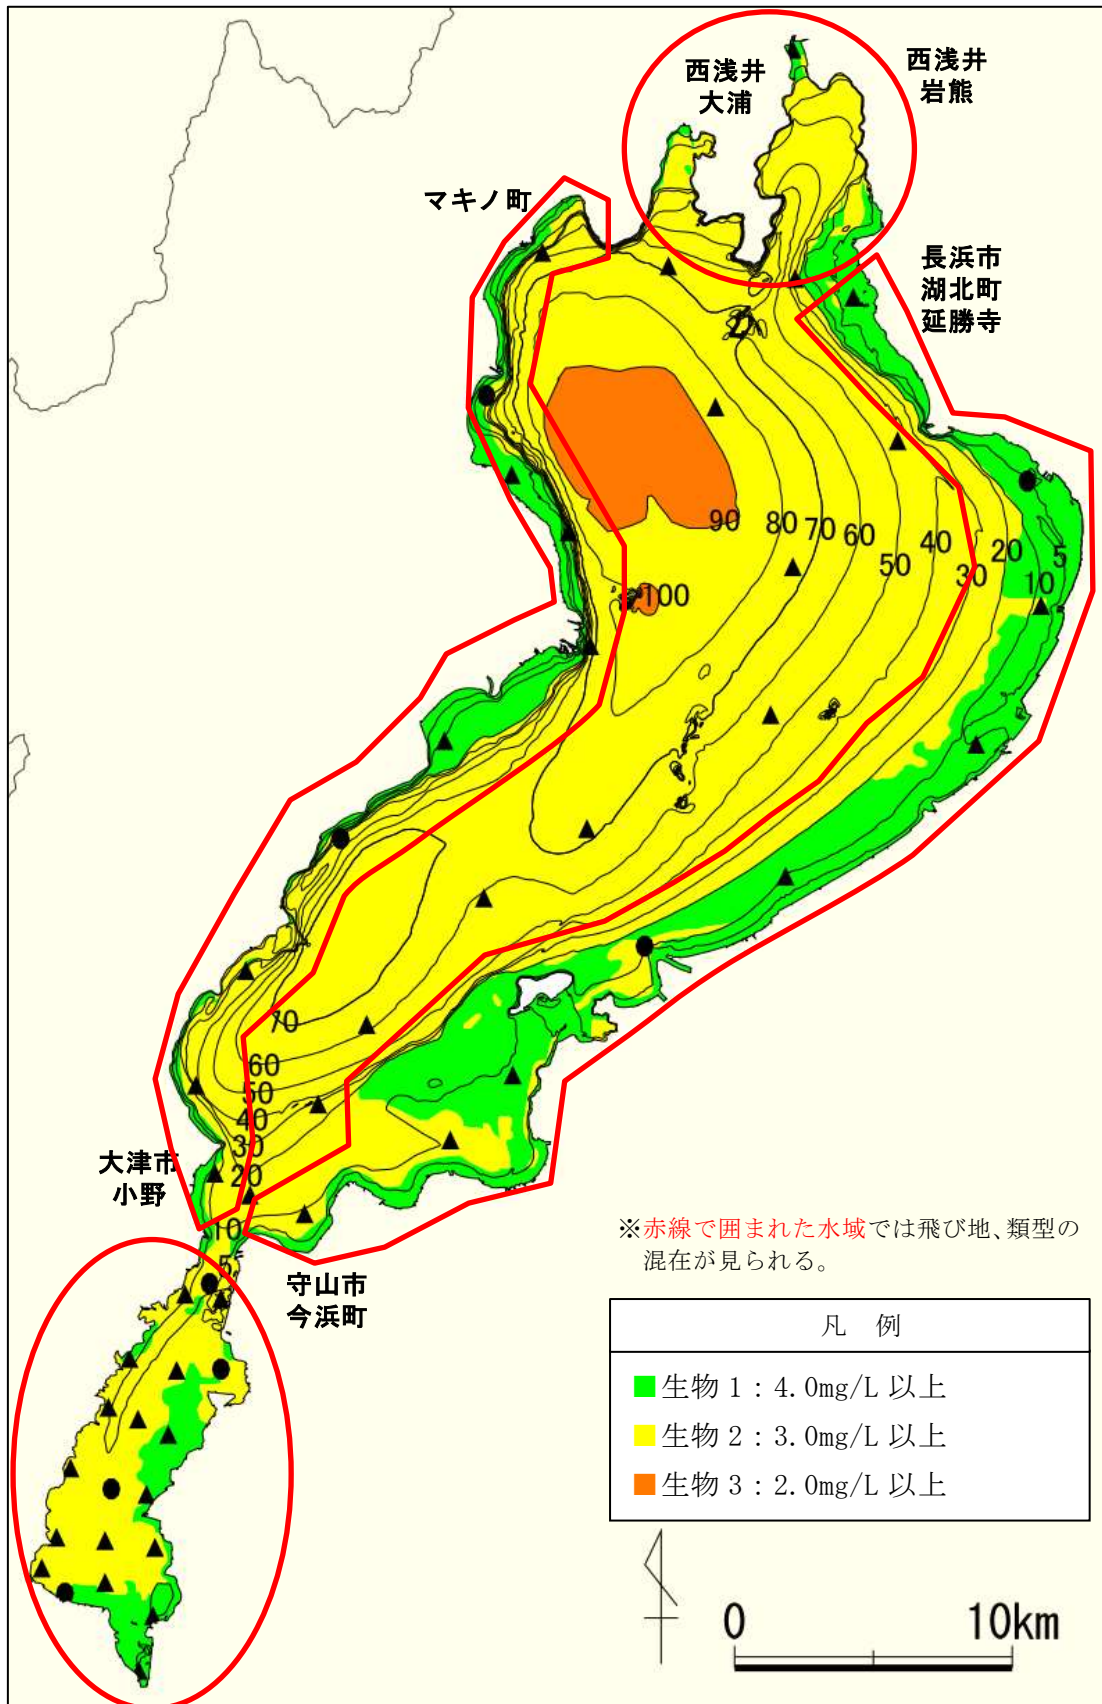 西浅井
大浦
西浅井
岩熊
マキノ町
長浜市
湖北町
延勝寺
90
80
70
60
50
40
30
20
10
5
100
70
60
50
40
30
20
10
5
大津市
小野
守山市
今浜町
※赤線で囲まれた水域では飛び地、類型の
混在が見られる。
凡 例
生物 1：4.0mg/L 以上
生物 2：3.0mg/L 以上
生物 3：2.0mg/L 以上
0 10km